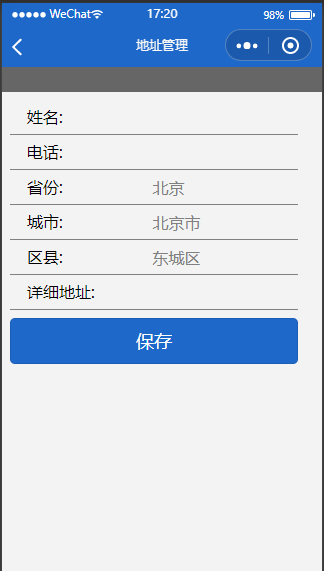 WeChat 17:20 98%
地址管理
姓名:
电话:
省份: 北京
城市: 北京市
区县: 东城区
详细地址:
保存